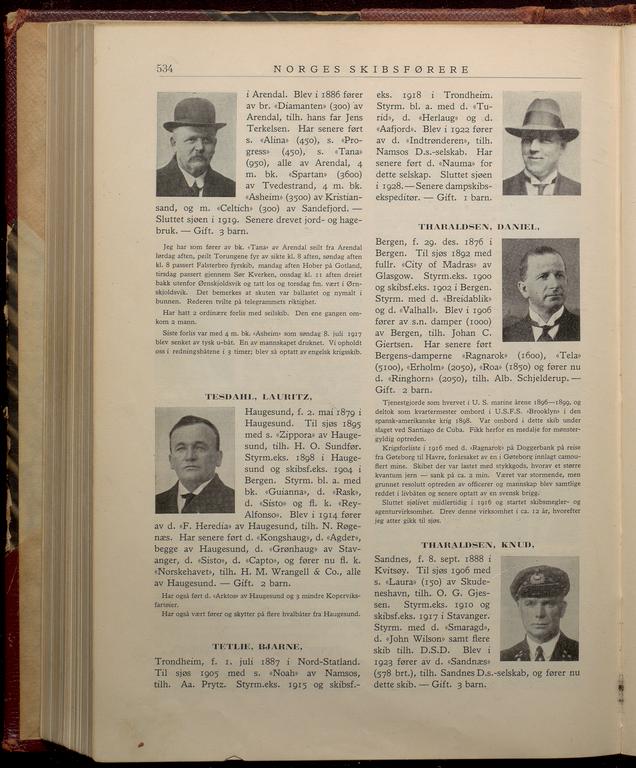 534
NORGES SKIBSFØRERE
i Arendal. Blev i 1886 fører
av br. «Diamanten» (300) av
Arendal, tilh. hans far Jens
Terkelsen. Har senere ført
s. «Alina» (450), s. «Pro-
gress» (450), s. «Tana»
(950), alle av Arendal, 4
m. bk. «Spartan» (3600)
av Tvedestrand, 4 m. bk.
«Asheim» (3500) av Kristian-
sand, og m. «Celtich» (300) av Sandefjord. —
Sluttet sjøen i 1919. Senere drevet jord- og hage-
bruk. — Gift. 3 barn.
Jeg har som fører av bk. «Tana» av Arendal seilt fra Arendal
lørdag aften, peilt Torungene fyr av sikte kl. 8 aften, søndag aften
kl. 8 passert Falsterbro fyrskib, mandag aften Hober på Gotland,
tirsdag passert gjennem Sør Kverken, onsdag kl. 11 aften dreiet
bakk utenfor Ørnskjoldsvik og tatt los og torsdag fm. vært i Ørn-
skjoldsvik. Det bemerkes at skuten var ballastet og nymalt i
bunnen. Rederen tvilte på telegrammets riktighet.
Har hatt 2 ordinære forlis med seilskib. Den ene gangen om-
kom 2 mann.
Siste forlis var med 4 m. bk. «Asheim» som søndag 8. juli 1917
blev senket av tysk u-båt. En av mannskapet druknet. Vi opholdt
oss i redningsbåtene i 3 timer; blev så optatt av engelsk krigsskib.
TESDAHL, LAURITZ,
Haugesund, f. 2. mai 1879 i
Haugesund. Til sjøs 1895
med s. «Zippora» av Hauge-
sund, tilh. H. O. Sundfør.
Styrm.eks. 1898 i Hauge-
sund og skibsf.eks. 1904 i
Bergen. Styrm. bl. a. med
bk. «Guianna», d. «Rask»,
d. «Sisto» og fl. k. «Rey-
Alfonso». Blev i 1914 fører
av d. «F. Heredia» av Haugesund, tilh. N. Røge-
næs. Har senere ført d. «Kongshaug», d. «Agder»,
begge av Haugesund, d. «Grønhaug» av Stav-
anger, d. «Sisto», d. «Capto», og fører nu fl. k.
«Norskehavet», tilh. H. M. Wrangell & Co., alle
av Haugesund. — Gift. 2 barn.
Har også ført d. «Arktos» av Haugesund og 3 mindre Koperviks-
fartøier.
Har også vært fører og skytter på flere hvalbåter fra Haugesund.
TETLIE, BJARNE,
Trondheim, f. 1. juli 1887 i Nord-Statland.
Til sjøs 1905 med s. «Noah» av Namsos,
tilh. Aa. Prytz. Styrm.eks. 1915 og skibsf.-
eks. 1918 i Trondheim.
Styrm. bl. a. med d. «Tu-
rid», d. «Herlaug» og d.
«Aafjord». Blev i 1922 fører
av d. «Indtrønderen», tilh.
Namsos D.s.-selskab. Har
senere ført d. «Nauma» for
dette selskap. Sluttet sjøen
i 1928. — Senere dampskibs-
ekspeditør. — Gift. 1 barn.
THARALDSEN, DANIEL,
Bergen, f. 29. des. 1876 i
Bergen. Til sjøs 1892 med
fullr. «City of Madras» av
Glasgow. Styrm.eks. 1900
og skibsf.eks. 1902 i Bergen.
Styrm. med d. «Breidablik»
og d. «Valhall». Blev i 1906
fører av s.n. damper (1000)
av Bergen, tilh. Johan C.
Giertsen. Har senere ført
Bergens-damperne «Ragnarok» (1600), «Tela»
(5100), «Erholm» (2050), «Roa» (1850) og fører nu
d. «Ringhorn» (2050), tilh. Alb. Schjelderup. —
Gift. 2 barn.
Tjenestgjorde som hvervet i U. S. marine årene 1896—1899, og
deltok som kvartermester ombord i U.S.F.S. «Brooklyn» i den
spansk-amerikanske krig 1898. Var ombord i dette skib under
slaget ved Santiago de Cuba. Fikk herfor en medalje for mønster-
gyldig optreden.
Krigsforliste i 1916 med d. «Ragnarok» på Doggerbank på reise
fra Gøteborg til Havre, forårsaket av en i Gøteborg innlagt camou-
flert mine. Skibet der var lastet med stykkgods, hvorav et større
kvantum jern — sank på ca. 2 min. Været var stormende, men
grunnet resolutt optreden av officerer og mannskap blev samtlige
reddet i livbåten og senere optatt av en svensk brigg.
Sluttet sjølivet midlertidig i 1916 og startet skibsmegler- og
agenturvirksomhet. Drev denne virksomhet i ca. 12 år, hvorefter
jeg atter gikk til sjøs.
THARALDSEN, KNUD,
Sandnes, f. 8. sept. 1888 i
Kvitsøy. Til sjøs 1906 med
s. «Laura» (150) av Skude-
neshavn, tilh. O. G. Gjes-
sen. Styrm.eks. 1910 og
skibsf.eks. 1917 i Stavanger.
Styrm. med d. «Smaragd»,
d. «John Wilson» samt flere
skib tilh. D.S.D. Blev i
1923 fører av d. «Sandnæs»
(578 brt.), tilh. Sandnes D.s.-selskab, og fører nu
dette skib. — Gift. 3 barn.